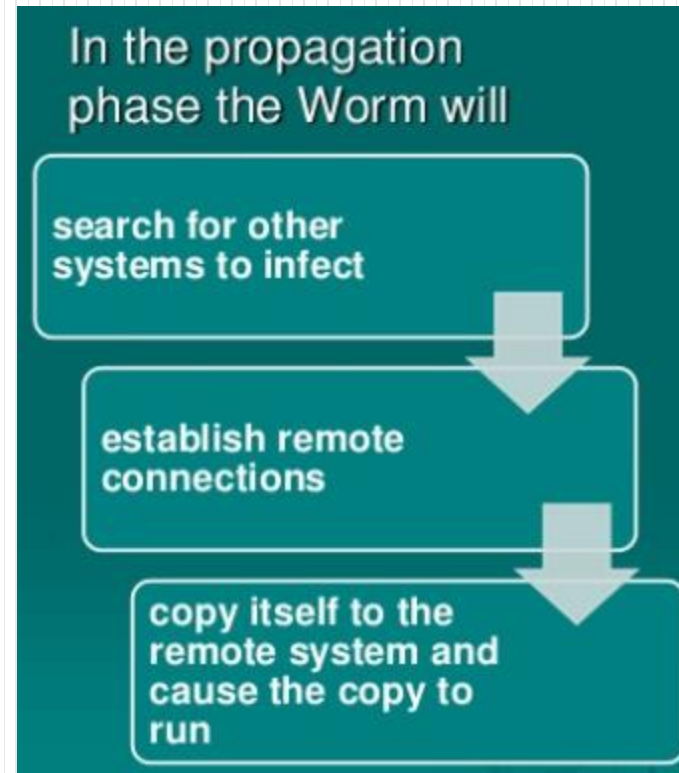 In the propagation
phase the Worm will
search for other
systems to infect
establish remote
connections
copy itself to the
remote system and
cause the copy to
run